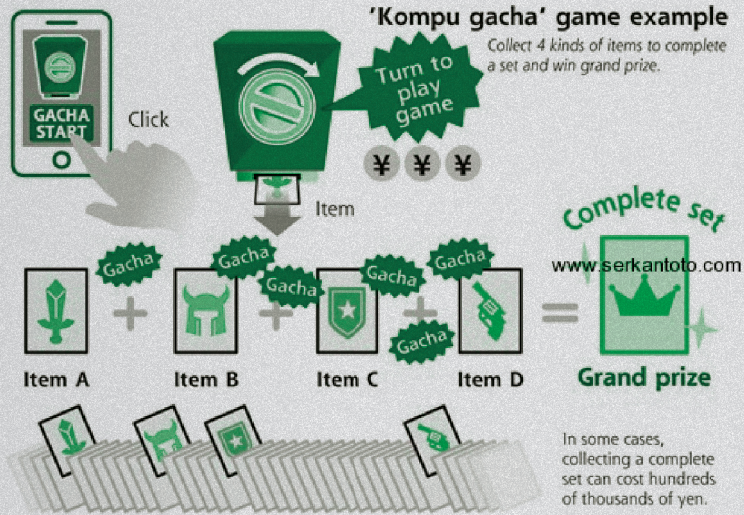 'Kompu gacha' game example
Collect 4 kinds of items to complete
a set and win grand prize.
GACHA
START
Click
Turn to
play
game
¥ ¥ ¥
Item
Complete set
www.serkantoto.com
Gacha
Gacha
Gacha
Gacha
Gacha
Gacha
+ + + =
Item A
Item B
Item C
Item D
Grand prize
In some cases,
collecting a complete
set can cost hundreds
of thousands of yen.